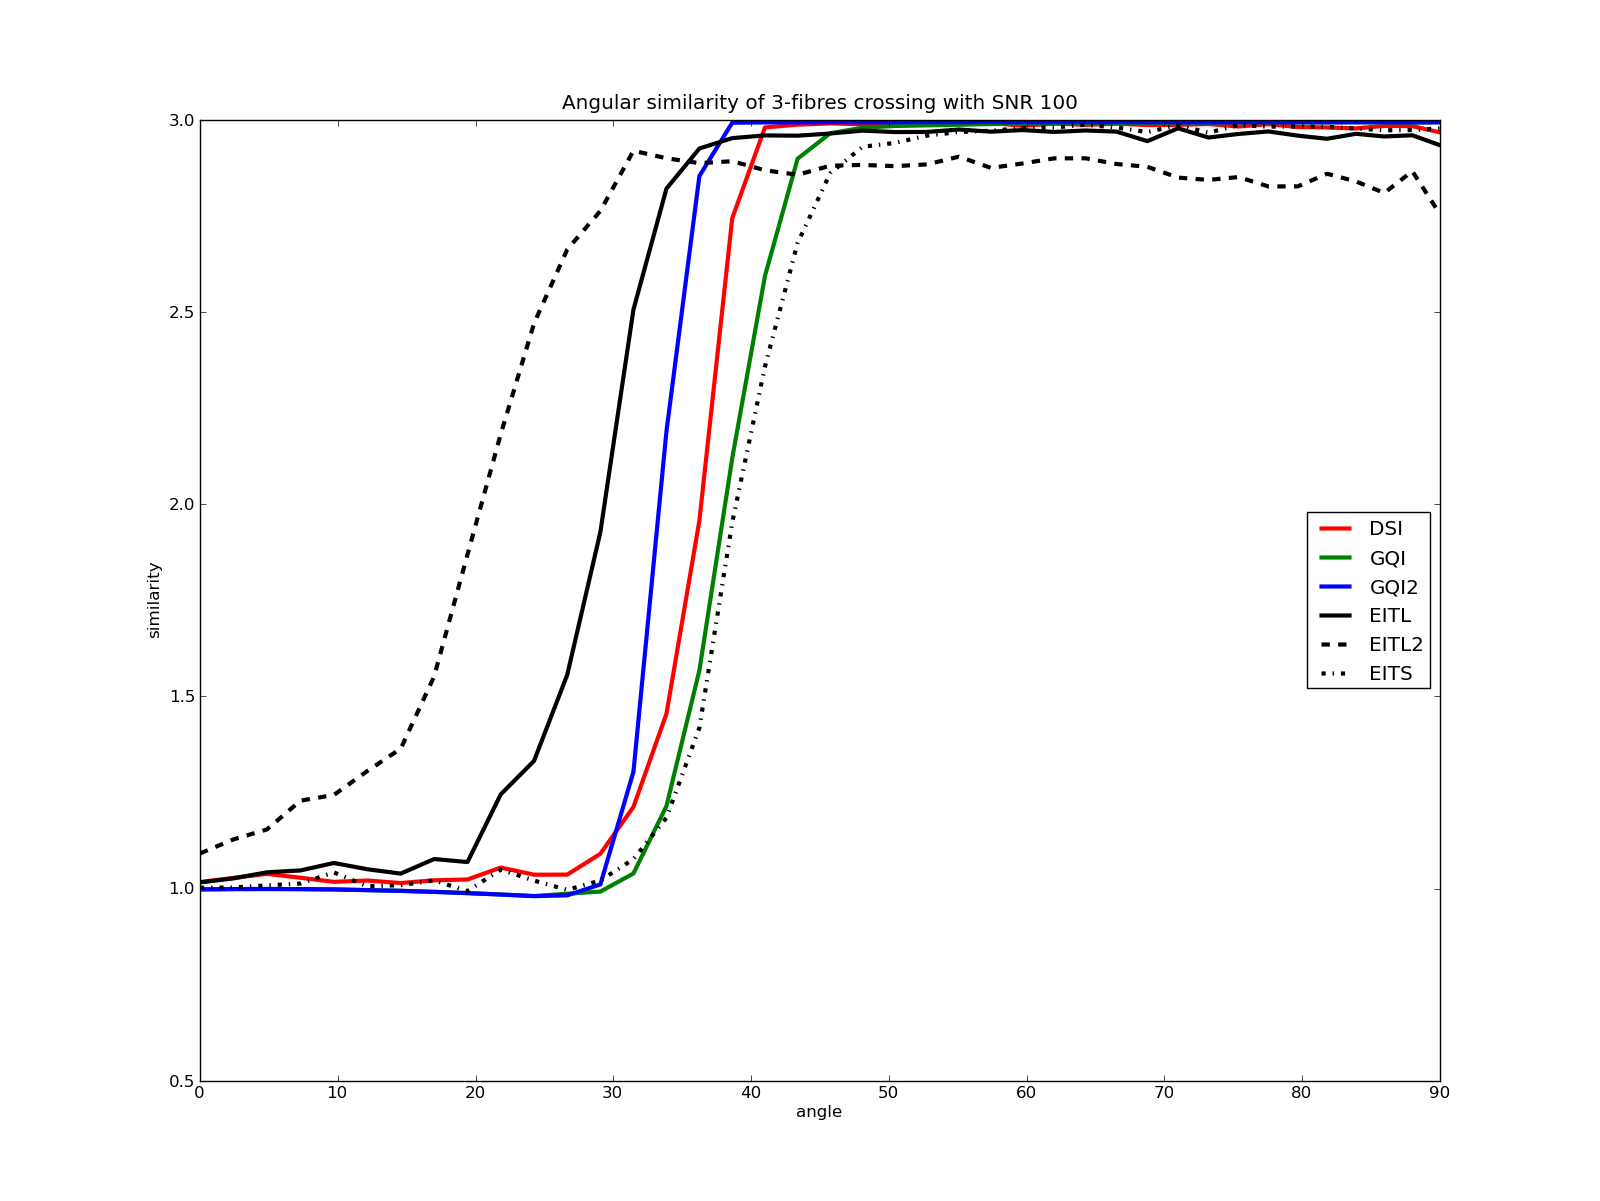 Angular similarity of 3-fibres crossing with SNR 100
3.0
2.5
2.0
1.5
1.0
0.5
similarity
DSI
GQI
GQI2
EITL
EITL2
EITS
0 10 20 30 40 50 60 70 80 90
angle